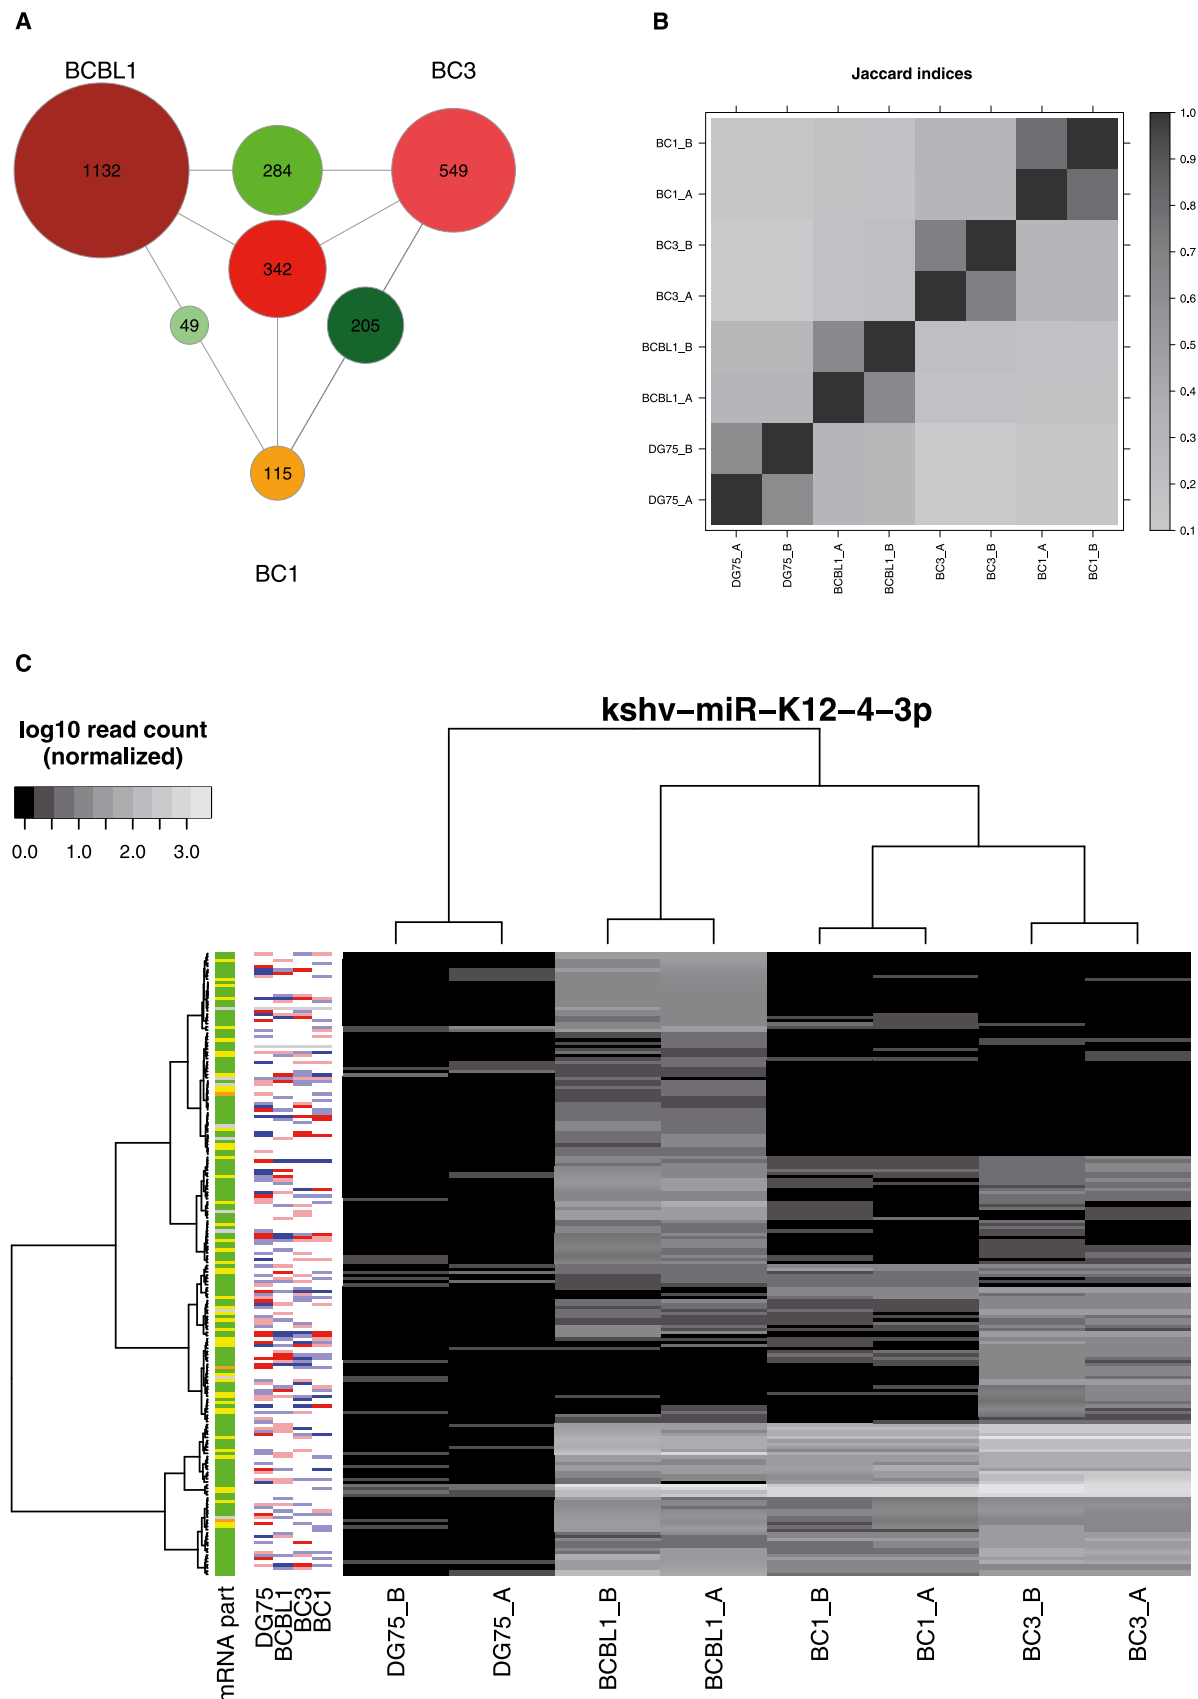 A
BCBL1
BC3
1132
284
549
342
49
205
115
BC1
B
Jaccard indices
BC1_B
BC1_A
BC3_B
BC3_A
BCBL1_B
BCBL1_A
DG75_B
DG75_A
DG75_A
DG75_B
BCBL1_A
BCBL1_B
BC3_A
BC3_B
BC1_A
BC1_B
1.0
0.9
0.8
0.7
0.6
0.5
0.4
0.3
0.2
0.1
C
log10 read count
(normalized)
0.0 1.0 2.0 3.0
kshv−miR−K12−4−3p
mRNA part
DG75
BCBL1
BC3
BC1
DG75_B
DG75_A
BCBL1_B
BCBL1_A
BC1_B
BC1_A
BC3_B
BC3_A